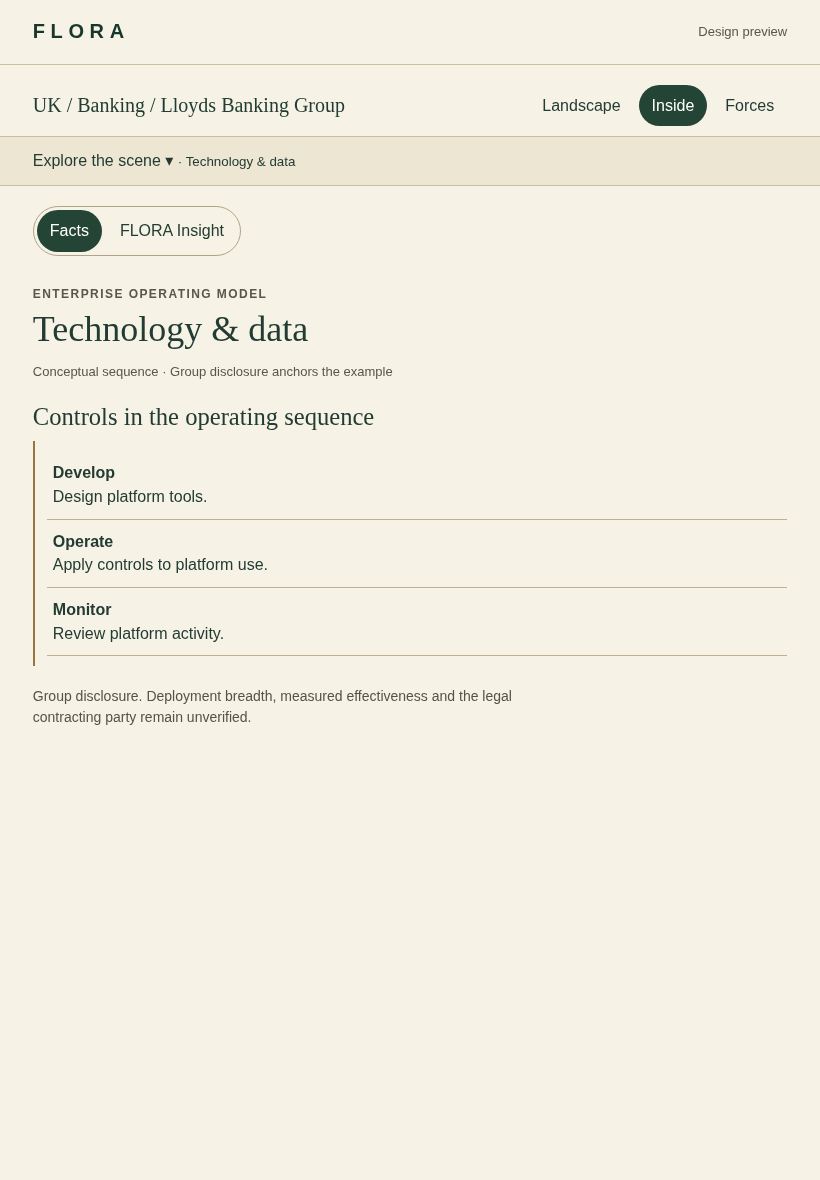 FLORA
Design preview
UK / Banking / Lloyds Banking Group
Landscape
Inside
Forces
Explore the scene ▾ · Technology & data
Facts
FLORA Insight
ENTERPRISE OPERATING MODEL
Technology & data
Conceptual sequence · Group disclosure anchors the example
Controls in the operating sequence
Develop
Design platform tools.
Operate
Apply controls to platform use.
Monitor
Review platform activity.
Group disclosure. Deployment breadth, measured effectiveness and the legal
contracting party remain unverified.